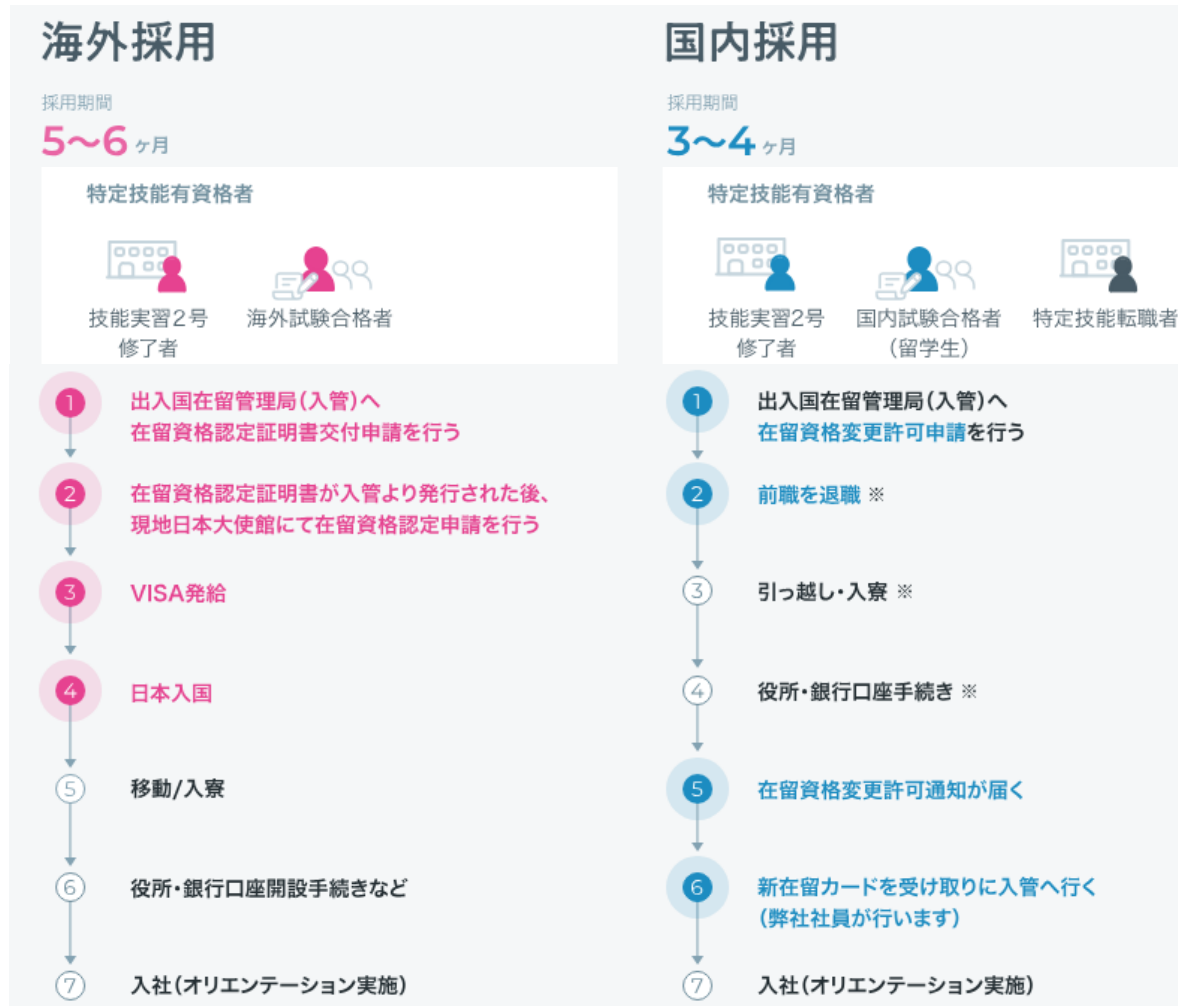 海外採用
採用期間
5〜6 ヶ月
特定技能有資格者
技能実習2号
修了者
海外試験合格者
1
出入国在留管理局(入管)へ
在留資格認定証明書交付申請を行う
2
在留資格認定証明書が入管より発行された後、
現地日本大使館にて在留資格認定申請を行う
3
VISA発給
4
日本入国
5
移動/入寮
6
役所・銀行口座開設手続きなど
7
入社(オリエンテーション実施)
国内採用
採用期間
3〜4 ヶ月
特定技能有資格者
技能実習2号
修了者
国内試験合格者
(留学生)
特定技能転職者
1
出入国在留管理局(入管)へ
在留資格変更許可申請を行う
2
前職を退職 ※
3
引っ越し・入寮 ※
4
役所・銀行口座手続き ※
5
在留資格変更許可通知が届く
6
新在留カードを受け取りに入管へ行く
(弊社社員が行います)
7
入社(オリエンテーション実施)